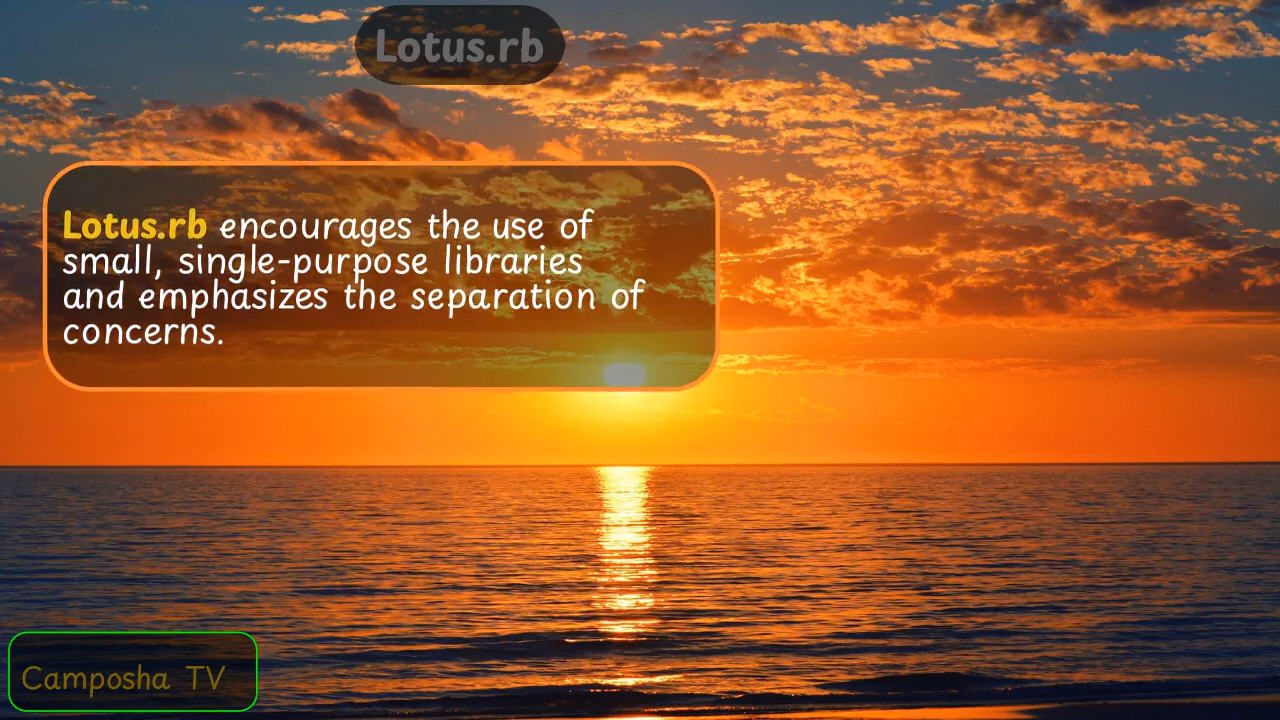 Lotus.rb
Lotus.rb encourages the use of
small, single-purpose libraries
and emphasizes the separation of
concerns.
Camposha TV